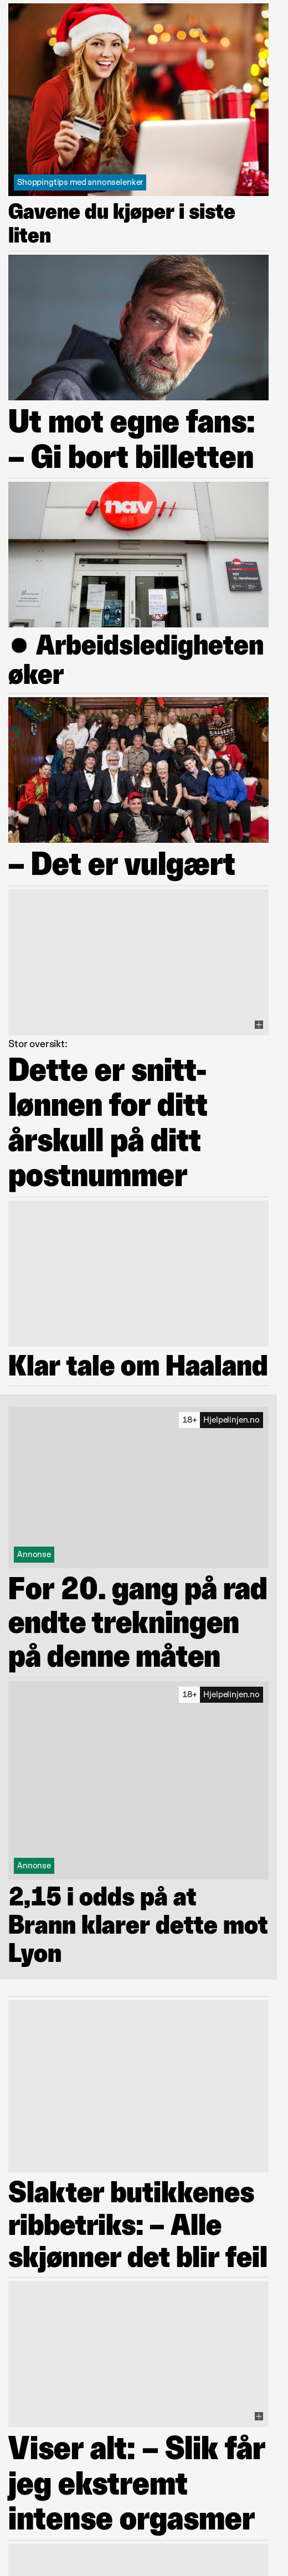 Shoppingtips med annonselenker
Gavene du kjøper i siste
liten
Ut mot egne fans:
– Gi bort billetten
nav
● Arbeidsledigheten
øker
– Det er vulgært
Stor oversikt:
Dette er snitt-
lønnen for ditt
årskull på ditt
postnummer
Klar tale om Haaland
18+ Hjelpelinjen.no
Annonse
For 20. gang på rad
endte trekningen
på denne måten
18+ Hjelpelinjen.no
Annonse
2,15 i odds på at
Brann klarer dette mot
Lyon
Slakter butikkenes
ribbetriks: – Alle
skjønner det blir feil
Viser alt: – Slik får
jeg ekstremt
intense orgasmer